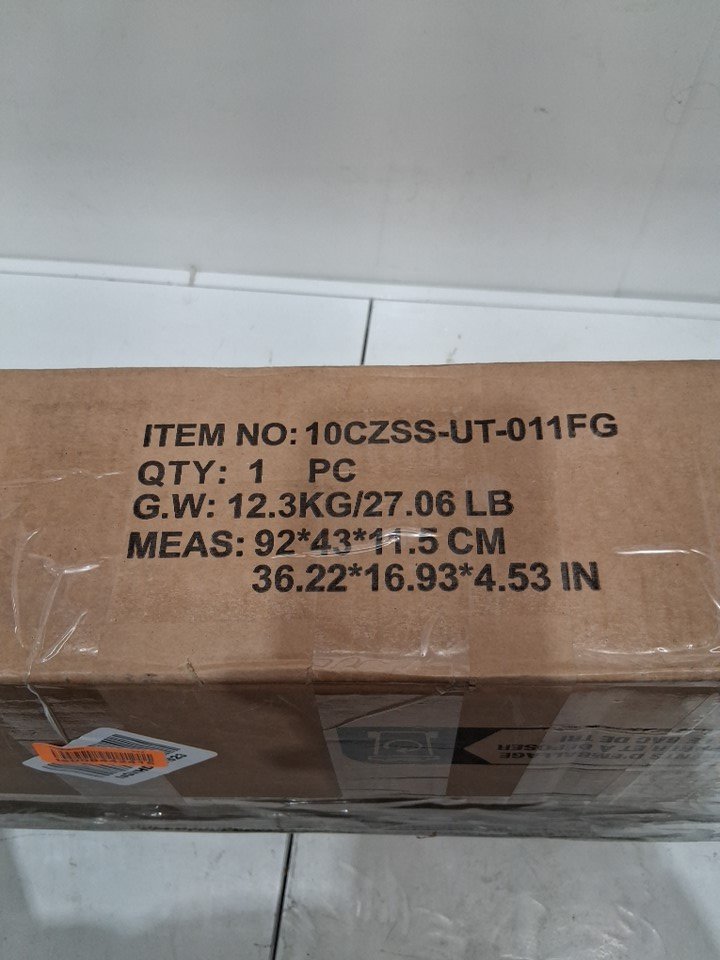 ITEM NO: 10CZSS-UT-011FG
QTY: 1 PC
G.W: 12.3KG/27.06 LB
MEAS: 92*43*11.5 CM
36.22*16.93*4.53 IN